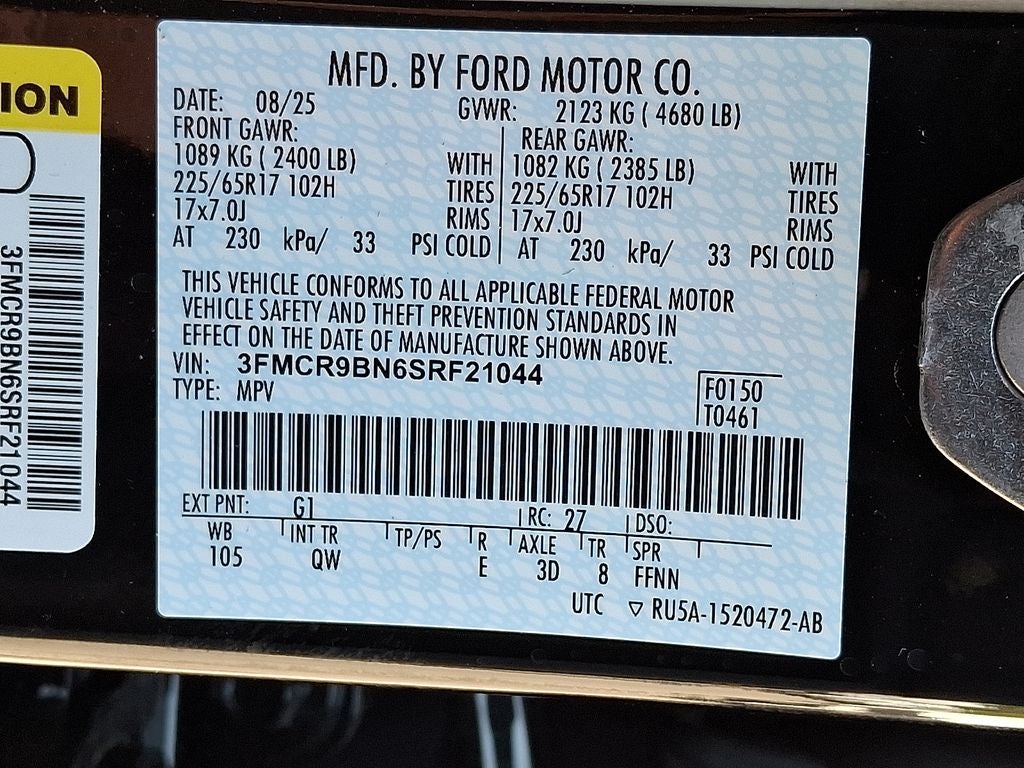 ION
3FMCR9BN6SRF21044
MFD. BY FORD MOTOR CO.
DATE: 08/25 GVWR: 2123 KG ( 4680 LB)
FRONT GAWR: REAR GAWR:
1089 KG ( 2400 LB) WITH 1082 KG ( 2385 LB) WITH
225/65R17 102H TIRES 225/65R17 102H TIRES
17x7.0J RIMS 17x7.0J RIMS
AT 230 kPa/ 33 PSI COLD AT 230 kPa/ 33 PSI COLD
THIS VEHICLE CONFORMS TO ALL APPLICABLE FEDERAL MOTOR
VEHICLE SAFETY AND THEFT PREVENTION STANDARDS IN
EFFECT ON THE DATE OF MANUFACTURE SHOWN ABOVE.
VIN: 3FMCR9BN6SRF21044
TYPE: MPV
F0150
T0461
EXT PNT: G1 RC: 27 DSO:
WB INT TR TP/PS R AXLE TR SPR
105 QW E 3D 8 FFNN
UTC ▽ RU5A-1520472-AB